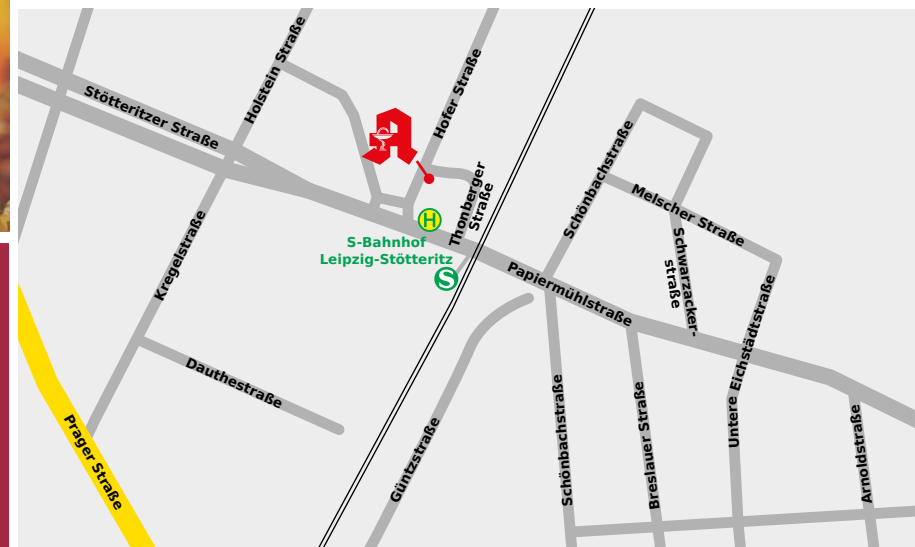 Holstein Straße
Hofer Straße
Stötteritzer Straße
Schönbachstraße
Thonberger
Straße
Melscher Straße
H
S-Bahnhof
Leipzig-Stötteritz
S
Kregelstraße
Schwarzacker-
straße
Papiermühlstraße
Untere Eichstädtstraße
Dauthestraße
Prager Straße
Güntzstraße
Schönbachstraße
Breslauer Straße
Arnoldstraße